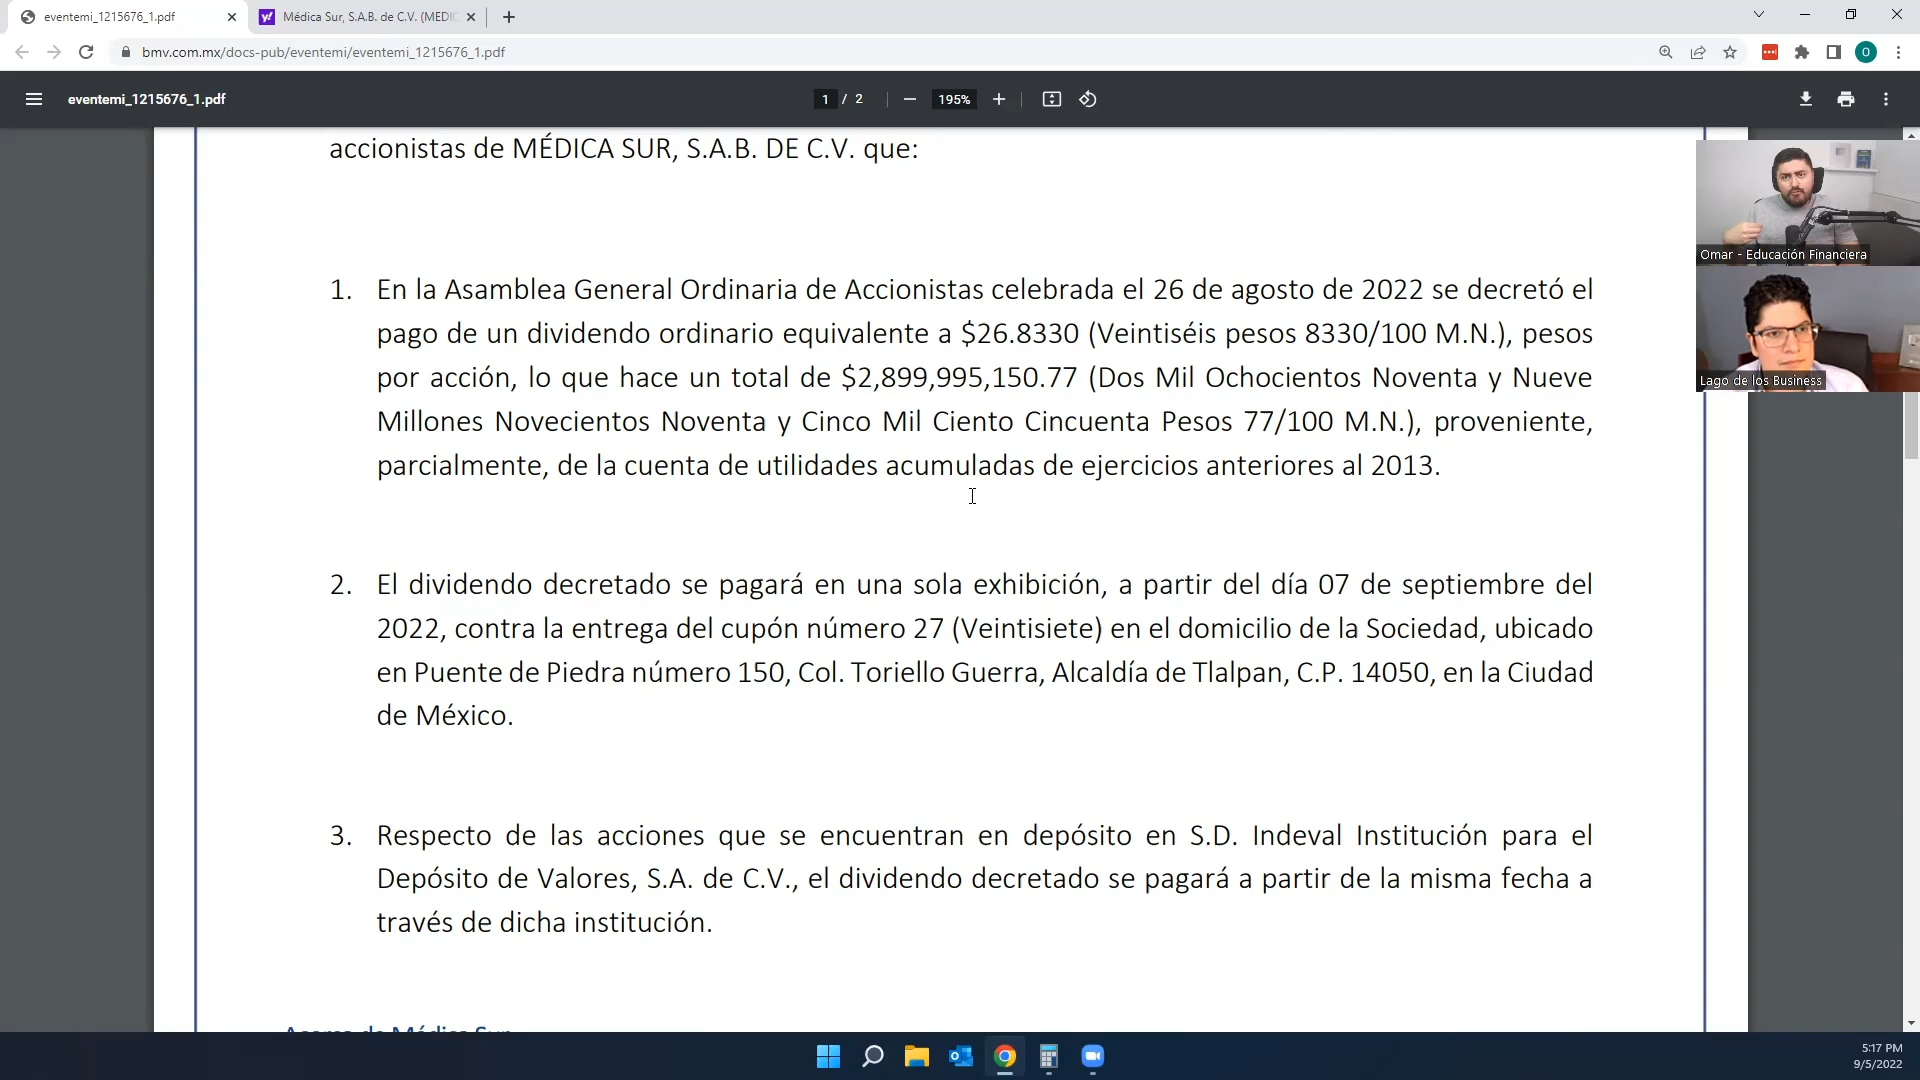 eventemi_1215676_1.pdf
Médica Sur, S.A.B. de C.V. (MEDIC
bmv.com.mx/docs-pub/eventemi/eventemi_1215676_1.pdf
O
eventemi_1215676_1.pdf
1 / 2
195%
accionistas de MÉDICA SUR, S.A.B. DE C.V. que:
1. En la Asamblea General Ordinaria de Accionistas celebrada el 26 de agosto de 2022 se decretó el
pago de un dividendo ordinario equivalente a $26.8330 (Veintiséis pesos 8330/100 M.N.), pesos
por acción, lo que hace un total de $2,899,995,150.77 (Dos Mil Ochocientos Noventa y Nueve
Millones Novecientos Noventa y Cinco Mil Ciento Cincuenta Pesos 77/100 M.N.), proveniente,
parcialmente, de la cuenta de utilidades acumuladas de ejercicios anteriores al 2013.
2. El dividendo decretado se pagará en una sola exhibición, a partir del día 07 de septiembre del
2022, contra la entrega del cupón número 27 (Veintisiete) en el domicilio de la Sociedad, ubicado
en Puente de Piedra número 150, Col. Toriello Guerra, Alcaldía de Tlalpan, C.P. 14050, en la Ciudad
de México.
3. Respecto de las acciones que se encuentran en depósito en S.D. Indeval Institución para el
Depósito de Valores, S.A. de C.V., el dividendo decretado se pagará a partir de la misma fecha a
través de dicha institución.
Acerca de Médica Sur
Omar - Educación Financiera
Lago de los Business
5:17 PM
9/5/2022